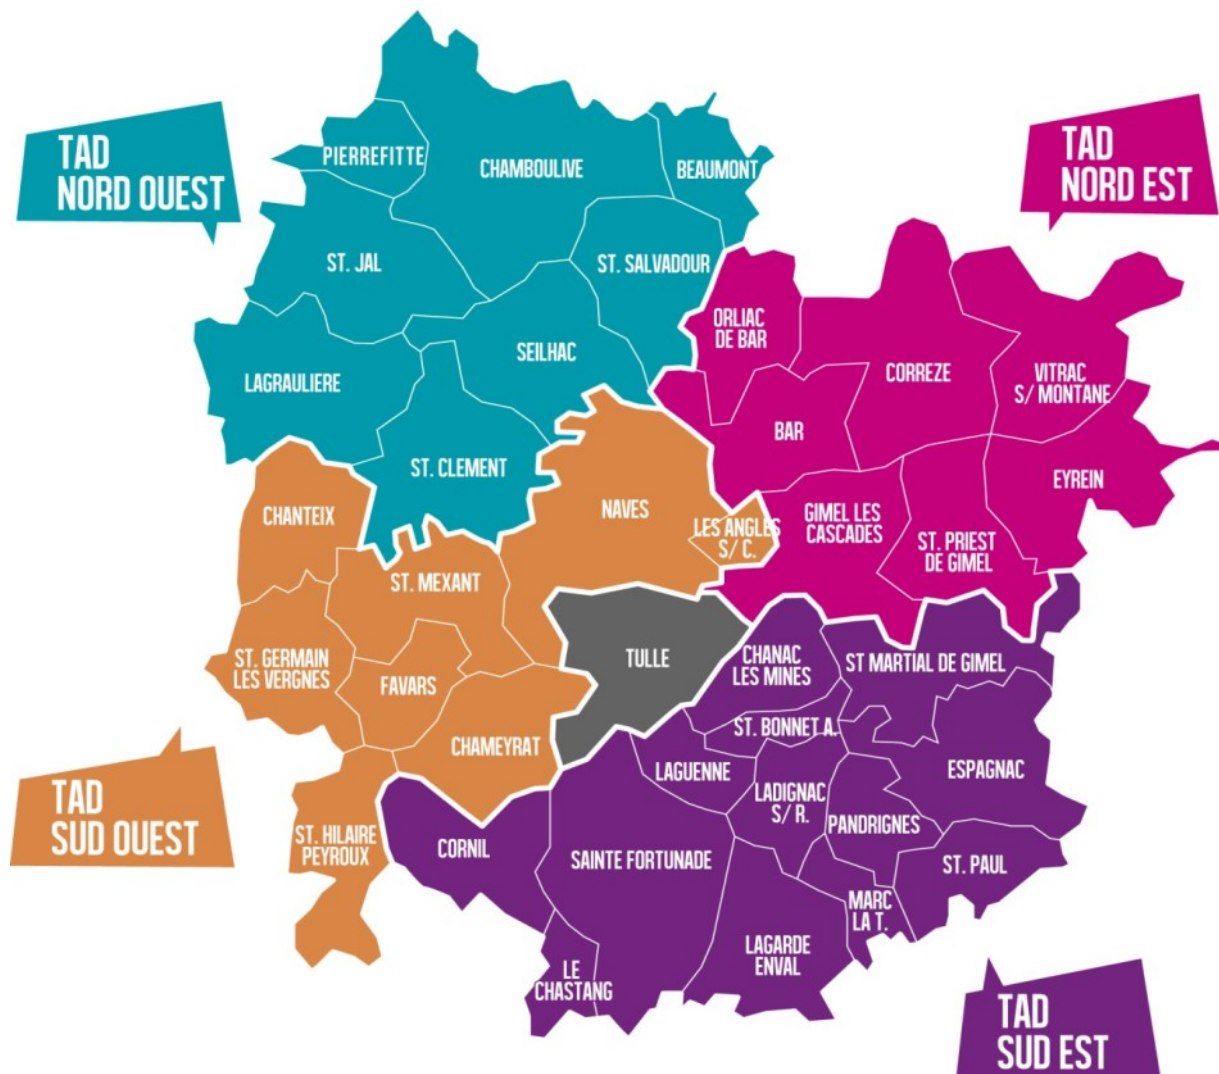 TAD
NORD OUEST
TAD
NORD EST
PIERREFITTE
CHAMBOULIVE
BEAUMONT
ST. JAL
ST. SALVADOUR
ORLIAC
DE BAR
SEILHAC
LAGRAULIERE
CORREZE
VITRAC
S/ MONTANE
BAR
ST. CLEMENT
EYREIN
CHANTEIX
NAVES
LES ANGLES
S/ C.
GIMEL LES
CASCADES
ST. PRIEST
DE GIMEL
ST. MEXANT
ST. GERMAIN
LES VERGNES
FAVARS
TULLE
CHANAC
LES MINES
ST MARTIAL DE GIMEL
ST. BONNET A.
CHAMEYRAT
LAGUENNE
LADIGNAC
S/ R.
ESPAGNAC
TAD
SUD OUEST
ST. HILAIRE
PEYROUX
CORNIL
SAINTE FORTUNADE
PANDRIGNES
ST. PAUL
MARC
LA T.
LAGARDE
ENVAL
LE
CHASTANG
TAD
SUD EST